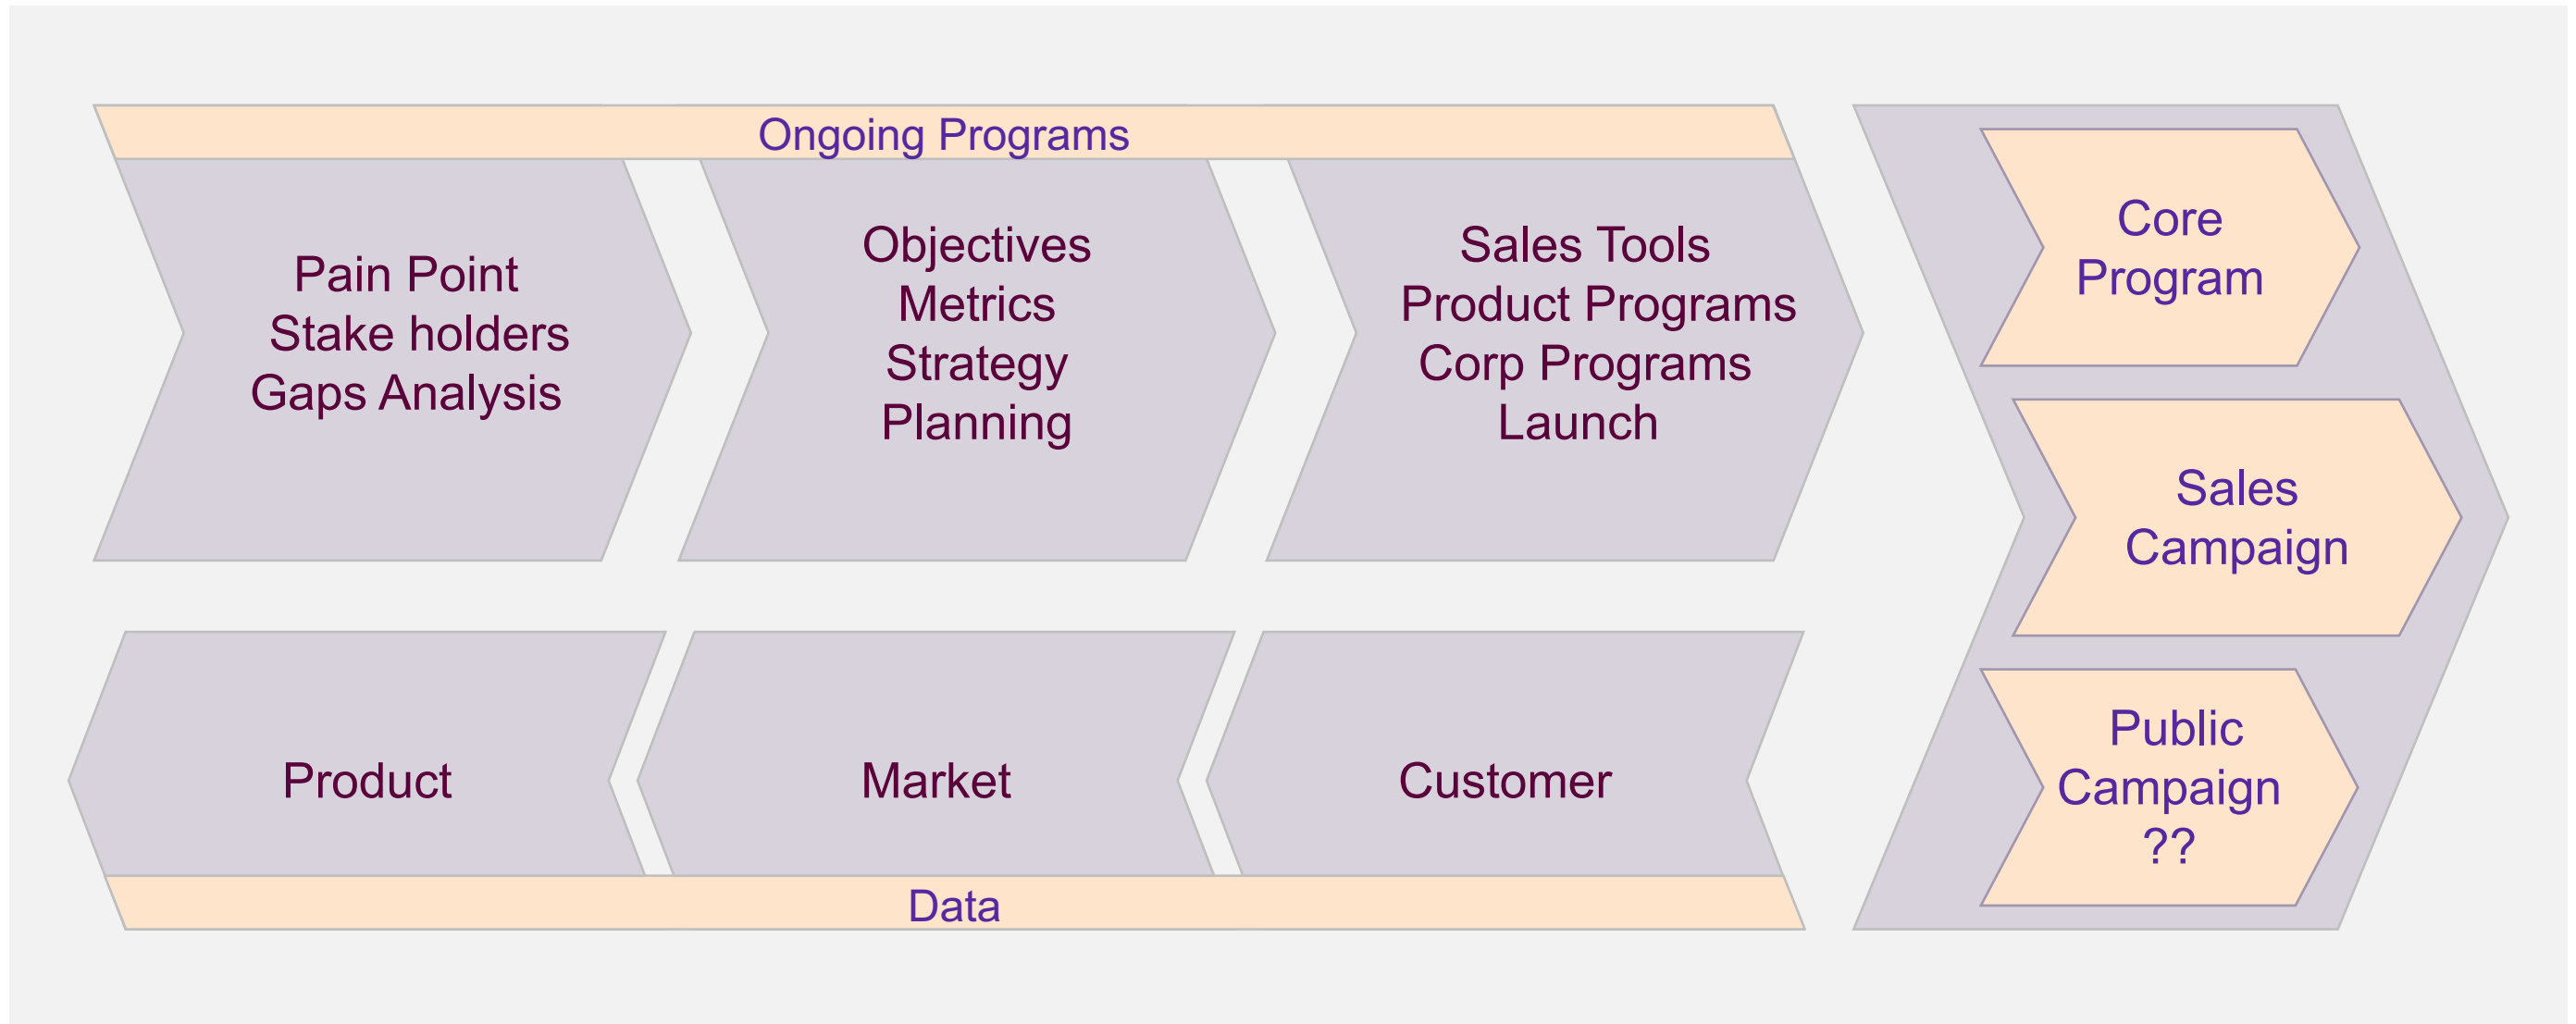 Ongoing Programs
Pain Point
Stake holders
Gaps Analysis
Objectives
Metrics
Strategy
Planning
Sales Tools
Product Programs
Corp Programs
Launch
Product
Market
Customer
Data
Core
Program
Sales
Campaign
Public
Campaign
??